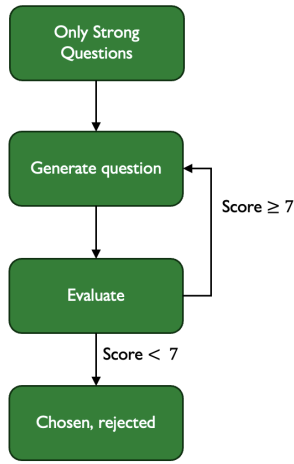 Only Strong
Questions
Generate question
Score ≥ 7
Evaluate
Score < 7
Chosen, rejected